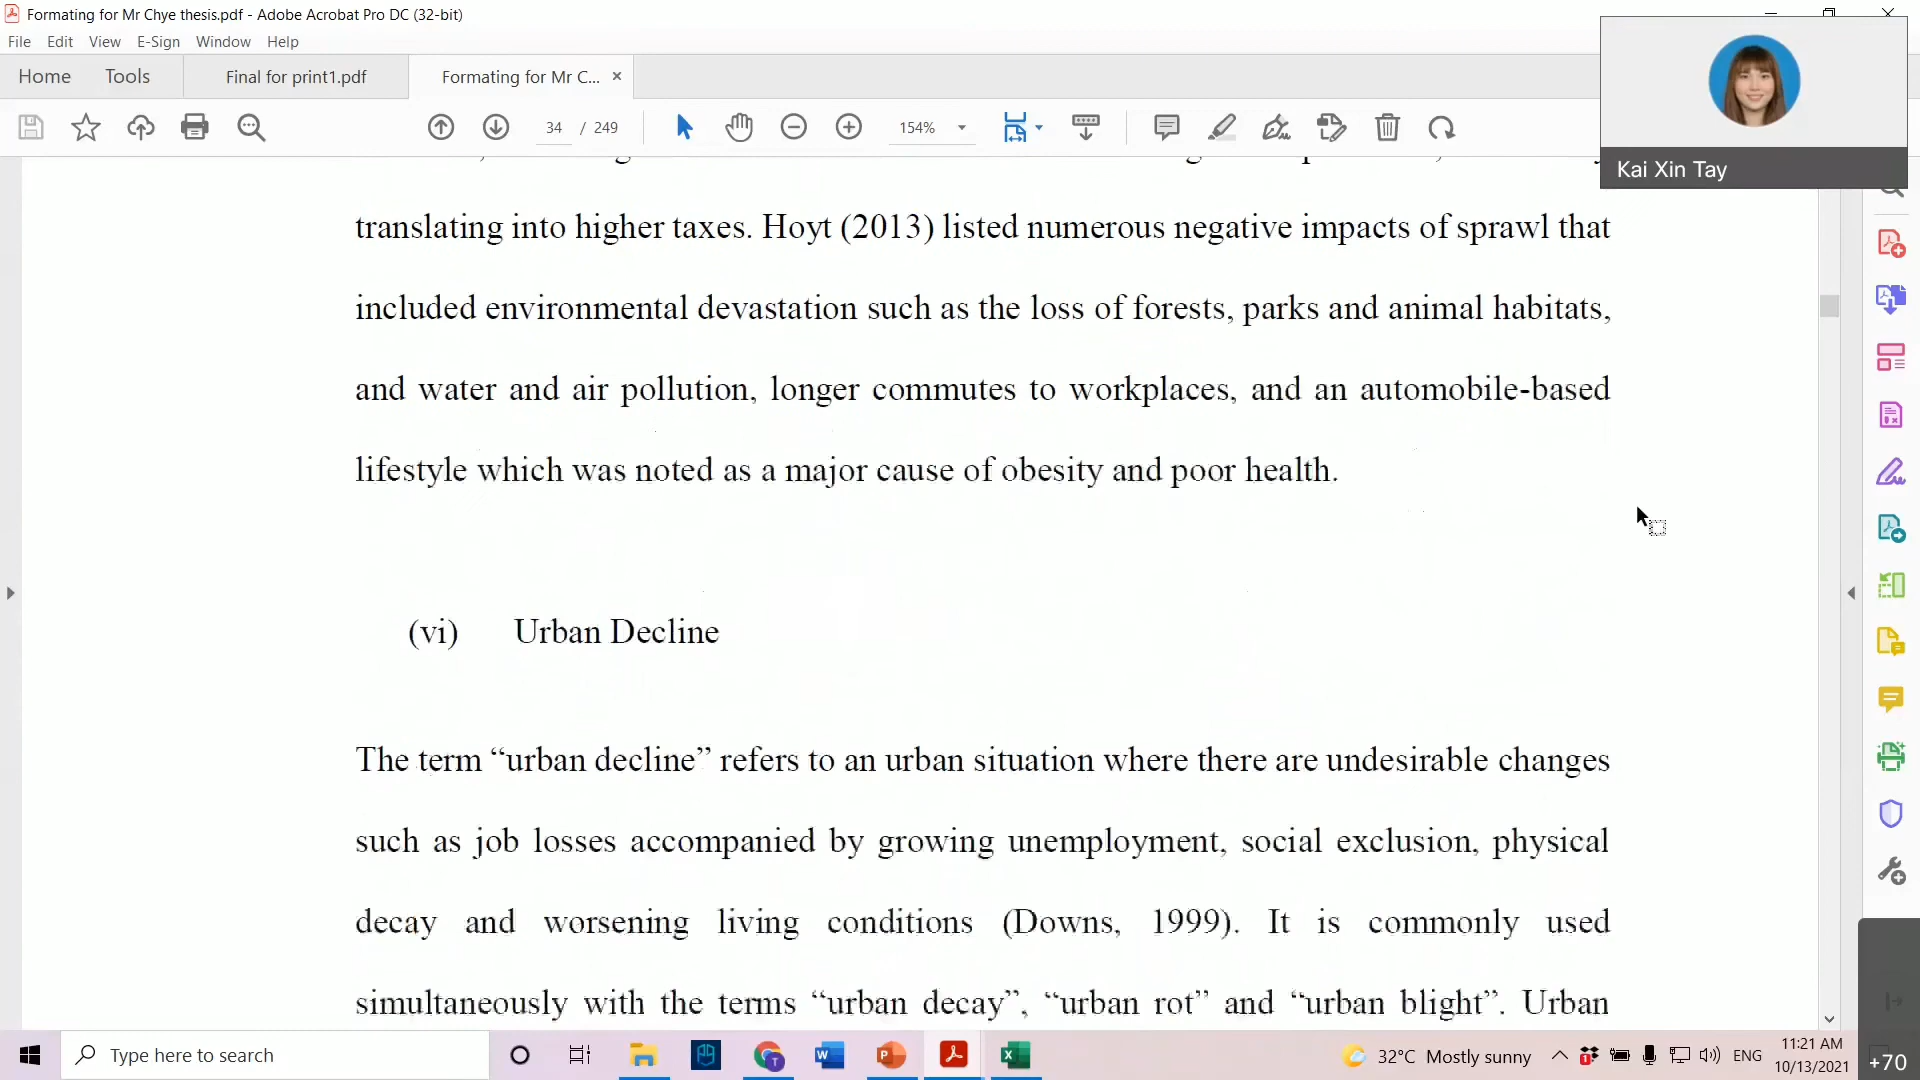 Formating for Mr Chye thesis.pdf - Adobe Acrobat Pro DC (32-bit)
File Edit View E-Sign Window Help
Home Tools Final for print1.pdf Formating for Mr C... ×
34 / 249 154%
Kai Xin Tay
translating into higher taxes. Hoyt (2013) listed numerous negative impacts of sprawl that
included environmental devastation such as the loss of forests, parks and animal habitats,
and water and air pollution, longer commutes to workplaces, and an automobile-based
lifestyle which was noted as a major cause of obesity and poor health.
(vi) Urban Decline
The term “urban decline” refers to an urban situation where there are undesirable changes
such as job losses accompanied by growing unemployment, social exclusion, physical
decay and worsening living conditions (Downs, 1999). It is commonly used
simultaneously with the terms “urban decay”, “urban rot” and “urban blight”. Urban
Type here to search
32°C Mostly sunny
ENG
11:21 AM
10/13/2021
+70